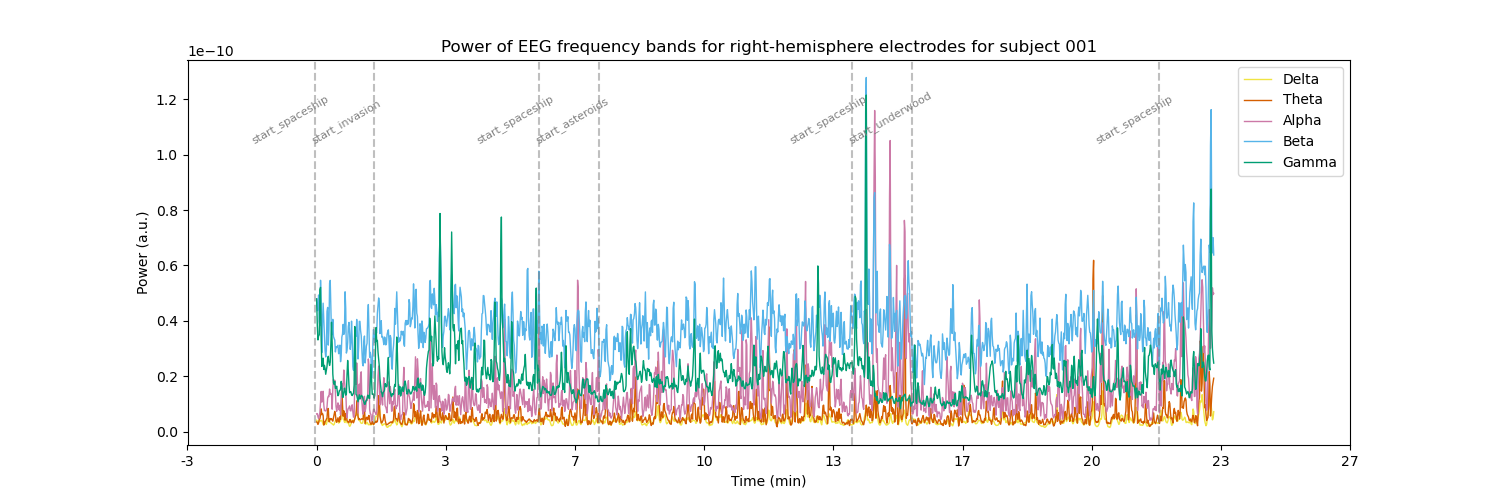 Power of EEG frequency bands for right-hemisphere electrodes for subject 001
1e−10
1.2
1.0
0.8
0.6
0.4
0.2
0.0
Power (a.u.)
start_spaceship
start_invasion
start_spaceship
start_asteroids
start_spaceship
start_underwood
start_spaceship
Delta
Theta
Alpha
Beta
Gamma
-3
0
3
7
10
13
17
20
23
27
Time (min)